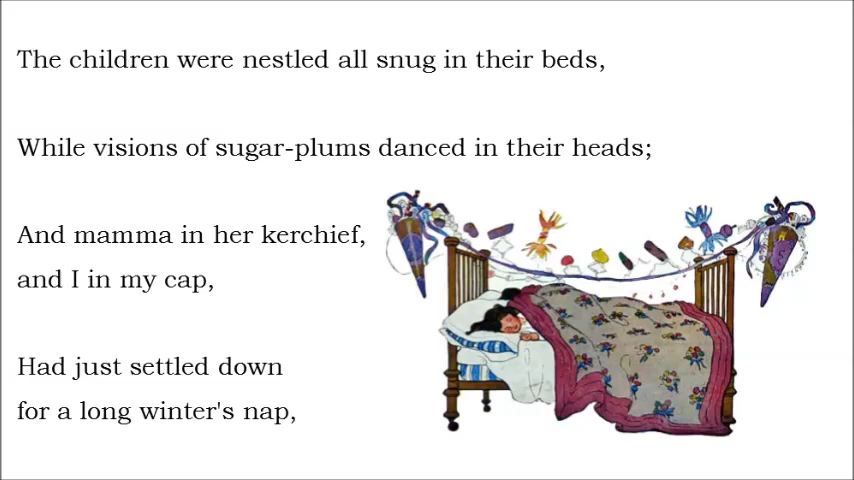 The children were nestled all snug in their beds,
While visions of sugar-plums danced in their heads;
And mamma in her kerchief,
and I in my cap,
Had just settled down
for a long winter's nap,